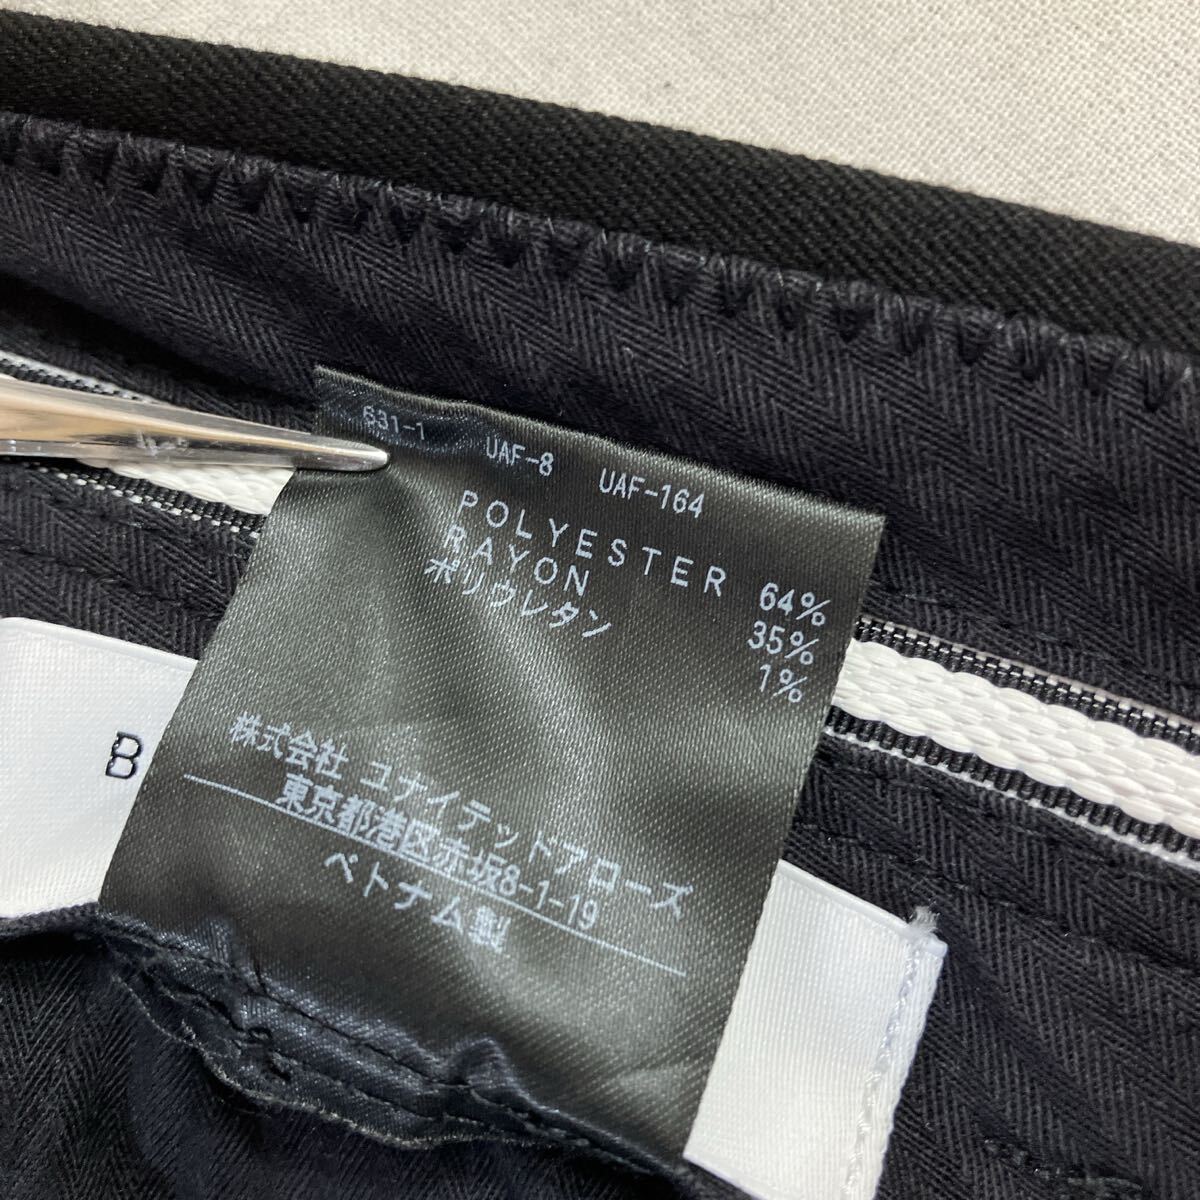 631-1 UAF-8 UAF-164
POLYESTER 64%
RAYON 35%
ポリウレタン 1%
株式会社 ユナイテッドアローズ
東京都港区赤坂8-1-19
ベトナム製
B